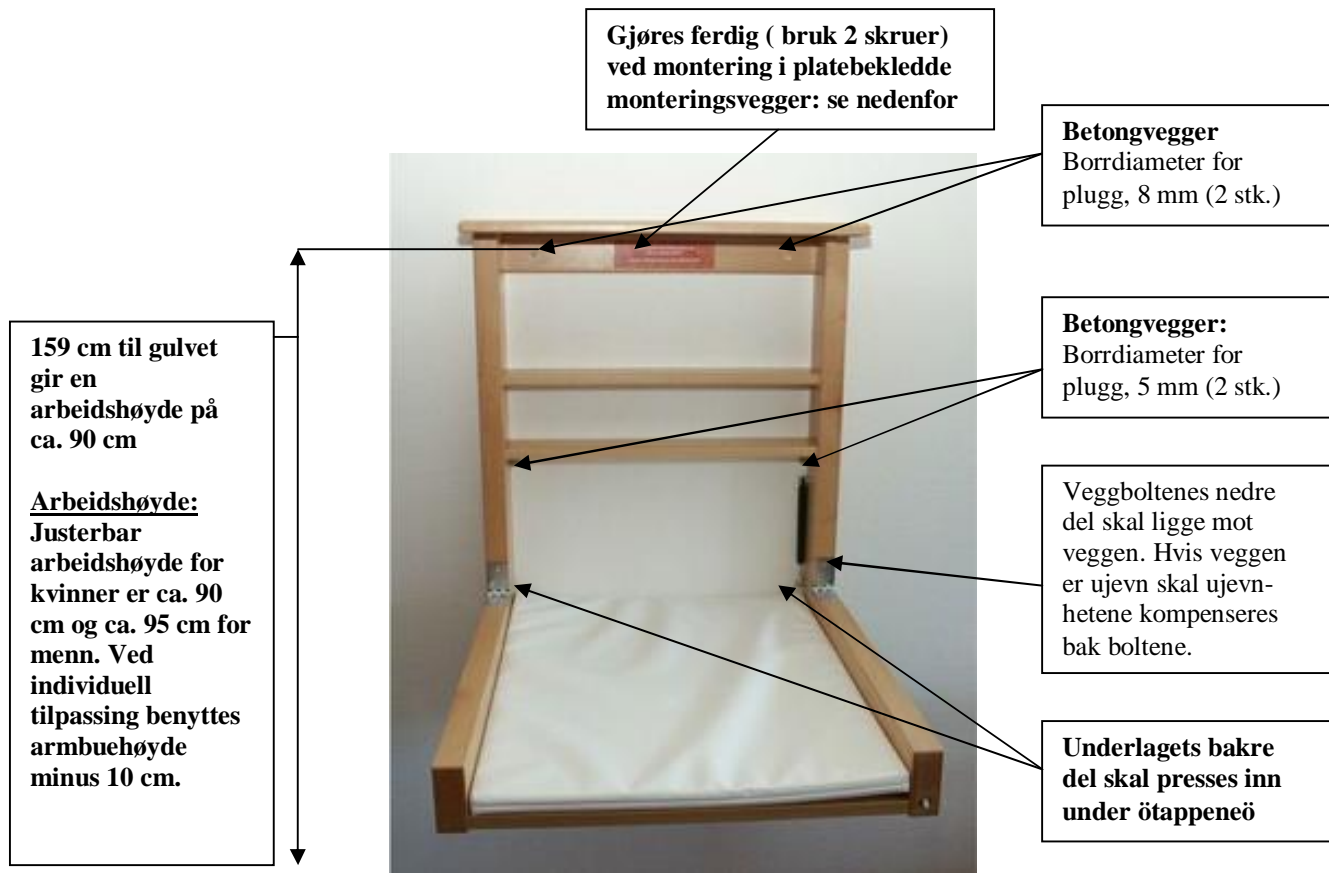 Gjøres ferdig ( bruk 2 skruer)
ved montering i platebekledde
monteringsvegger: se nedenfor
Betongvegger
Borrdiameter for
plugg, 8 mm (2 stk.)
159 cm til gulvet
gir en
arbeidshøyde på
ca. 90 cm
Arbeidshøyde:
Justerbar
arbeidshøyde for
kvinner er ca. 90
cm og ca. 95 cm for
menn. Ved
individuell
tilpassing benyttes
armbuehøyde
minus 10 cm.
Betongvegger:
Borrdiameter for
plugg, 5 mm (2 stk.)
Veggboltenes nedre
del skal ligge mot
veggen. Hvis veggen
er ujevn skal ujevn-
hetene kompenseres
bak boltene.
Underlagets bakre
del skal presses inn
under ötappeneö